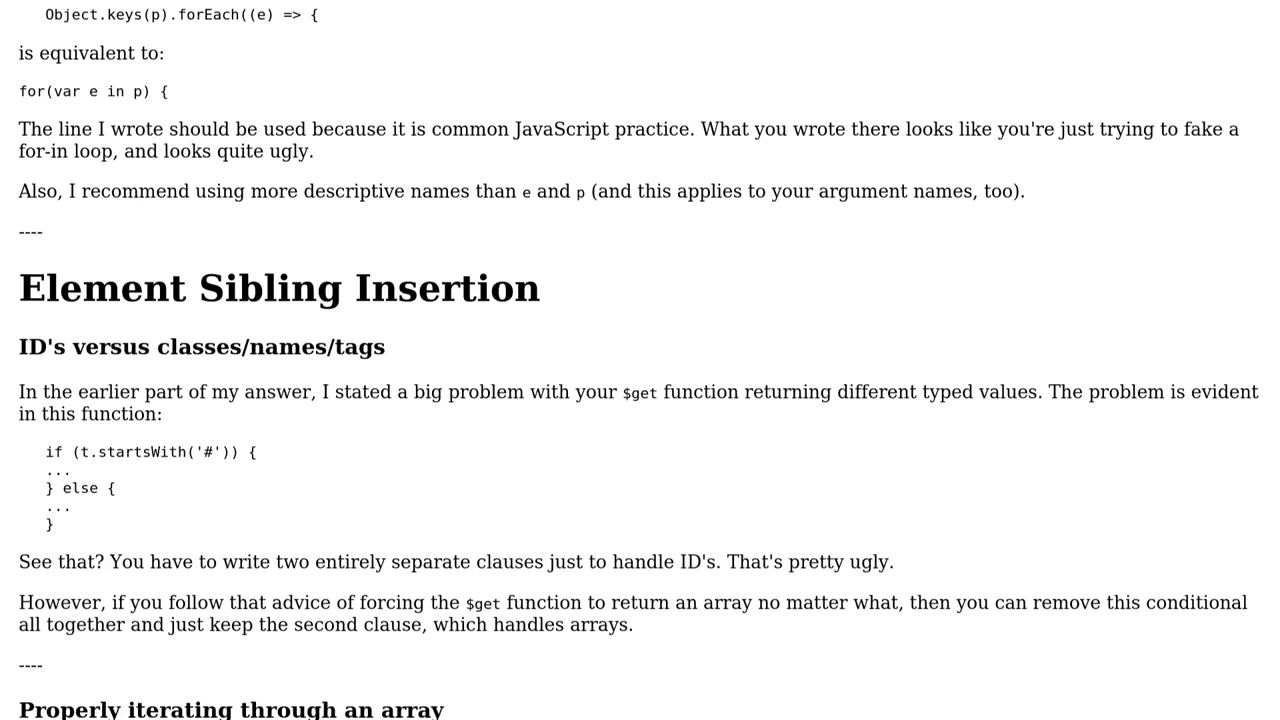 Object.keys(p).forEach((e) => {
is equivalent to:
for(var e in p) {
The line I wrote should be used because it is common JavaScript practice. What you wrote there looks like you're just trying to fake a
for-in loop, and looks quite ugly.
Also, I recommend using more descriptive names than e and p (and this applies to your argument names, too).
----
Element Sibling Insertion
ID's versus classes/names/tags
In the earlier part of my answer, I stated a big problem with your $get function returning different typed values. The problem is evident
in this function:
if (t.startsWith('#')) {
...
} else {
...
}
See that? You have to write two entirely separate clauses just to handle ID's. That's pretty ugly.
However, if you follow that advice of forcing the $get function to return an array no matter what, then you can remove this conditional
all together and just keep the second clause, which handles arrays.
----
Properly iterating through an array